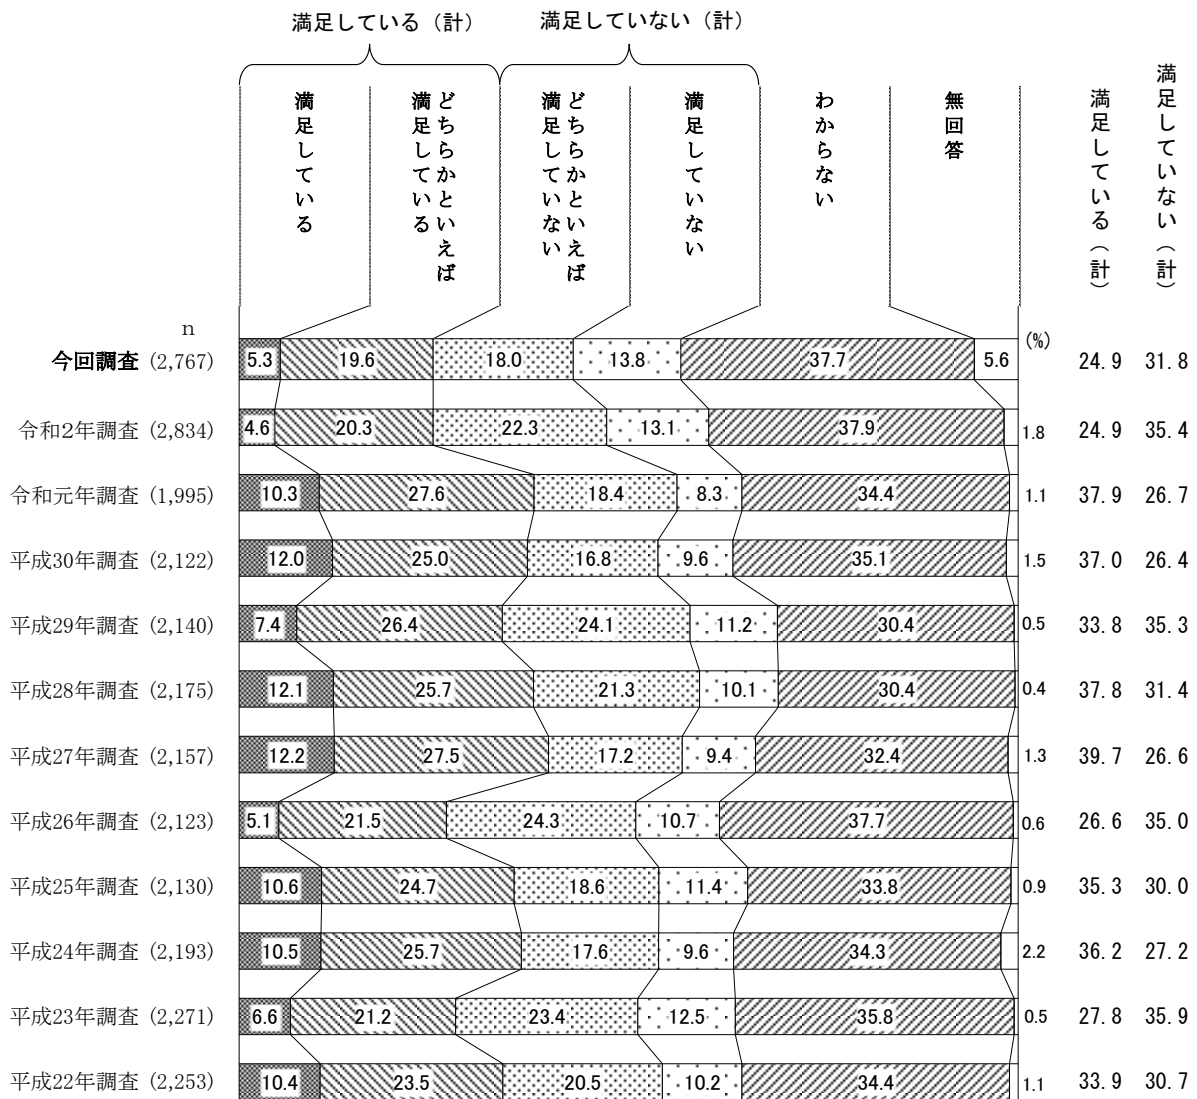 満足している（計）
満足していない（計）
満足している
どちらかといえば
満足している
どちらかといえば
満足していない
満足していない
わからない
無回答
満足している（計）
満足していない（計）
n
(%)
今回調査 (2,767) 5.3 19.6 18.0 13.8 37.7 5.6 24.9 31.8
令和2年調査 (2,834) 4.6 20.3 22.3 13.1 37.9 1.8 24.9 35.4
令和元年調査 (1,995) 10.3 27.6 18.4 8.3 34.4 1.1 37.9 26.7
平成30年調査 (2,122) 12.0 25.0 16.8 9.6 35.1 1.5 37.0 26.4
平成29年調査 (2,140) 7.4 26.4 24.1 11.2 30.4 0.5 33.8 35.3
平成28年調査 (2,175) 12.1 25.7 21.3 10.1 30.4 0.4 37.8 31.4
平成27年調査 (2,157) 12.2 27.5 17.2 9.4 32.4 1.3 39.7 26.6
平成26年調査 (2,123) 5.1 21.5 24.3 10.7 37.7 0.6 26.6 35.0
平成25年調査 (2,130) 10.6 24.7 18.6 11.4 33.8 0.9 35.3 30.0
平成24年調査 (2,193) 10.5 25.7 17.6 9.6 34.3 2.2 36.2 27.2
平成23年調査 (2,271) 6.6 21.2 23.4 12.5 35.8 0.5 27.8 35.9
平成22年調査 (2,253) 10.4 23.5 20.5 10.2 34.4 1.1 33.9 30.7